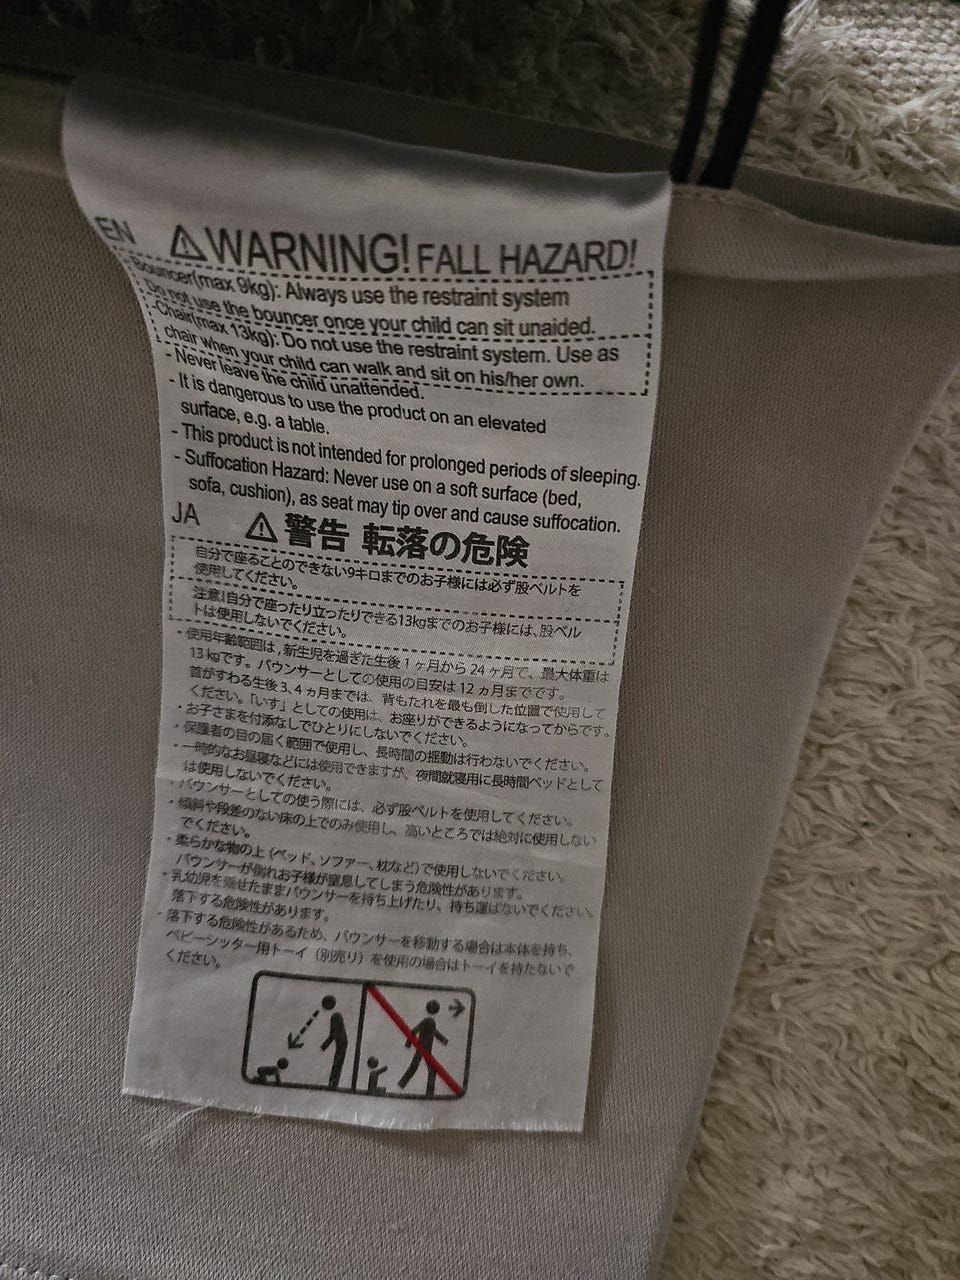 EN
⚠WARNING! FALL HAZARD!
-Bouncer(max 9kg): Always use the restraint system
Do not use the bouncer once your child can sit unaided.
-Chair(max 13kg): Do not use the restraint system. Use as
chair when your child can walk and sit on his/her own.
- Never leave the child unattended.
- It is dangerous to use the product on an elevated
surface, e.g. a table.
- This product is not intended for prolonged periods of sleeping.
- Suffocation Hazard: Never use on a soft surface (bed,
sofa, cushion), as seat may tip over and cause suffocation.
JA
⚠ 警告 転落の危険
自分で座ることのできない9キロまでのお子様には必ず股ベルトを
使用してください。
注意!自分で座ったり立ったりできる13kgまでのお子様には、股ベル
トは使用しないでください。
・使用年齢範囲は、新生児を過ぎた生後1ヶ月から24ヶ月で、最大体重は
13kgです。バウンサーとしての使用の目安は12ヵ月までです。
首がすわる生後3、4ヵ月までは、背もたれを最も倒した位置で使用して
ください。「いす」としての使用は、お座りができるようになってからです。
・お子さまを付添なしでひとりにしないでください。
・保護者の目の届く範囲で使用し、長時間の揺動は行わないでください。
・一時的なお昼寝などには使用できますが、夜間就寝用に長時間ベッドとして
は使用しないでください。
・バウンサーとしての使う際には、必ず股ベルトを使用してください。
・傾斜や段差のない床の上でのみ使用し、高いところでは絶対に使用しない
でください。
・柔らかな物の上（ベッド、ソファー、枕など）で使用しないでください。
バウンサーが倒れお子様が窒息してしまう危険性があります。
・乳幼児を乗せたままバウンサーを持ち上げたり、持ち運ばないでください。
落下する危険性があります。
・落下する危険性があるため、バウンサーを移動する場合は本体を持ち、
ベビーシッター用トーイ（別売り）を使用の場合はトーイを持たないで
ください。